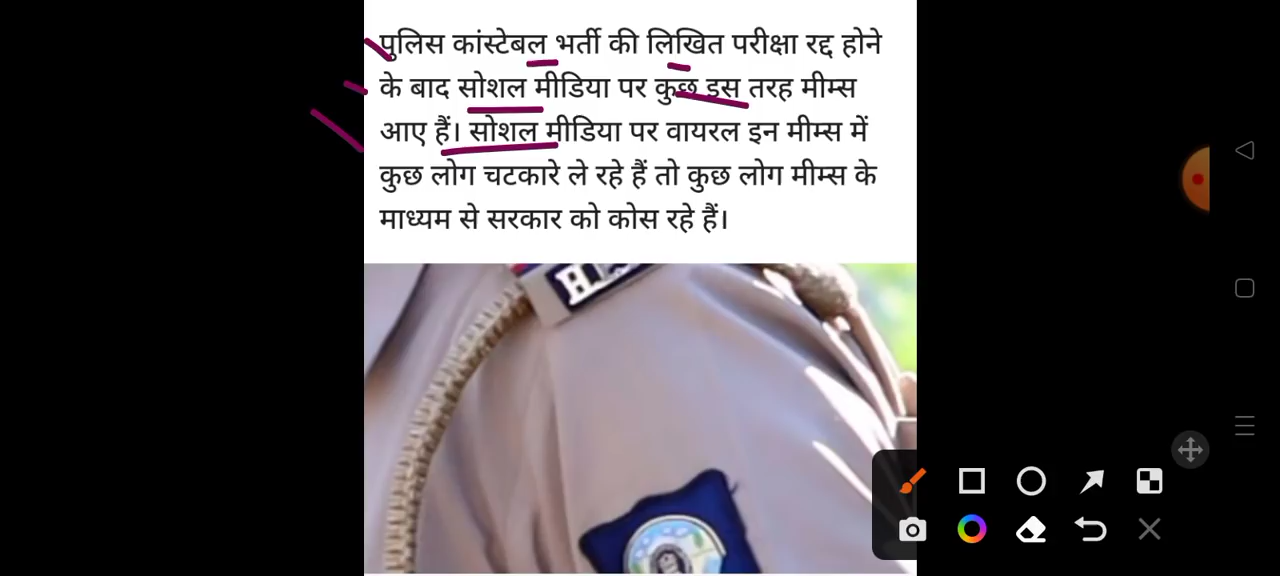 पुलिस कांस्टेबल भर्ती की लिखित परीक्षा रद्द होने
के बाद सोशल मीडिया पर कुछ इस तरह मीम्स
आए हैं। सोशल मीडिया पर वायरल इन मीम्स में
कुछ लोग चटकारे ले रहे हैं तो कुछ लोग मीम्स के
माध्यम से सरकार को कोस रहे हैं।